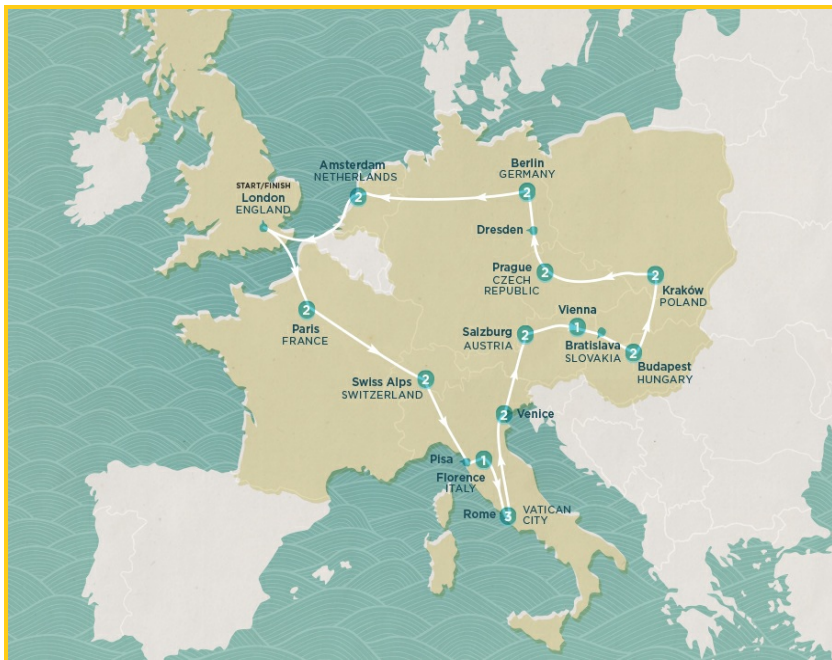 Amsterdam
NETHERLANDS
2
Berlin
GERMANY
2
START/FINISH
London
ENGLAND
Dresden
Prague
CZECH
REPUBLIC
2
2
Kraków
POLAND
2
Paris
FRANCE
Salzburg
AUSTRIA
2
Vienna
1
Bratislava
SLOVAKIA
2
Budapest
HUNGARY
Swiss Alps
SWITZERLAND
2
2
Venice
Pisa
1
Florence
ITALY
Rome
3
VATICAN
CITY